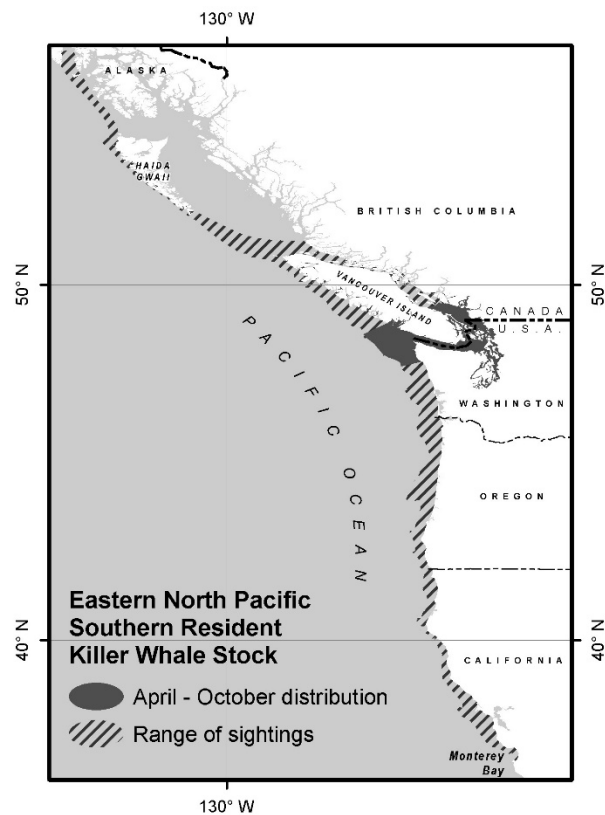 130° W
ALASKA
HAIDA
GWAII
BRITISH COLUMBIA
50° N
50° N
VANCOUVER ISLAND
CANADA
U.S.A.
PACIFIC OCEAN
WASHINGTON
OREGON
Eastern North Pacific
Southern Resident
Killer Whale Stock
40° N
40° N
CALIFORNIA
April - October distribution
Range of sightings
Monterey
Bay
130° W